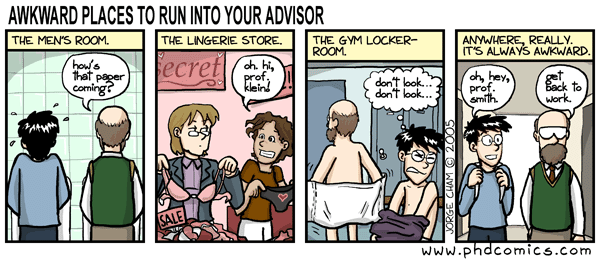 AWKWARD PLACES TO RUN INTO YOUR ADVISOR
THE MEN'S ROOM.
how's
that paper
coming?
THE LINGERIE STORE.
Secret
oh, hi,
prof.
klein!
SALE
THE GYM LOCKER-
ROOM.
don't look...
don't look...
JORGE CHAM © 2005
ANYWHERE, REALLY.
IT'S ALWAYS AWKWARD.
oh, hey,
prof.
smith.
get
back to
work.
www.phdcomics.com